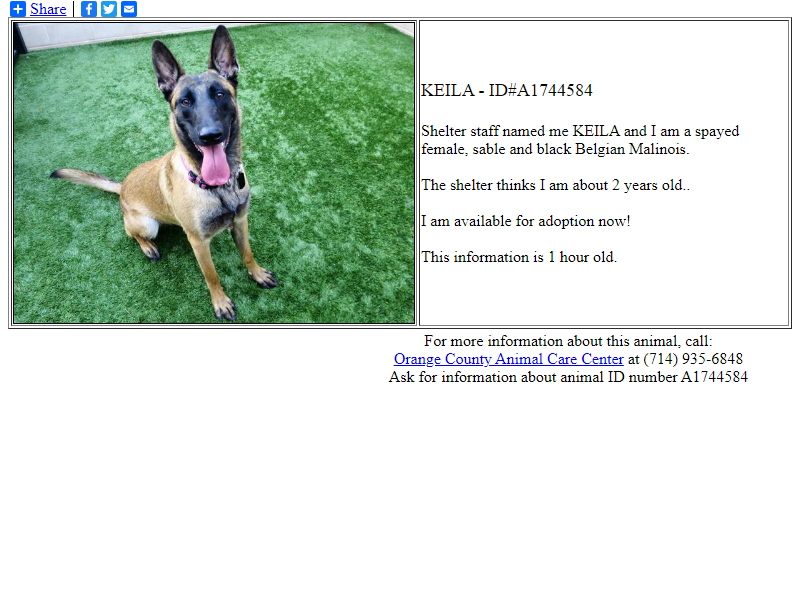 Share
KEILA - ID#A1744584
Shelter staff named me KEILA and I am a spayed
female, sable and black Belgian Malinois.
The shelter thinks I am about 2 years old..
I am available for adoption now!
This information is 1 hour old.
For more information about this animal, call:
Orange County Animal Care Center at (714) 935-6848
Ask for information about animal ID number A1744584